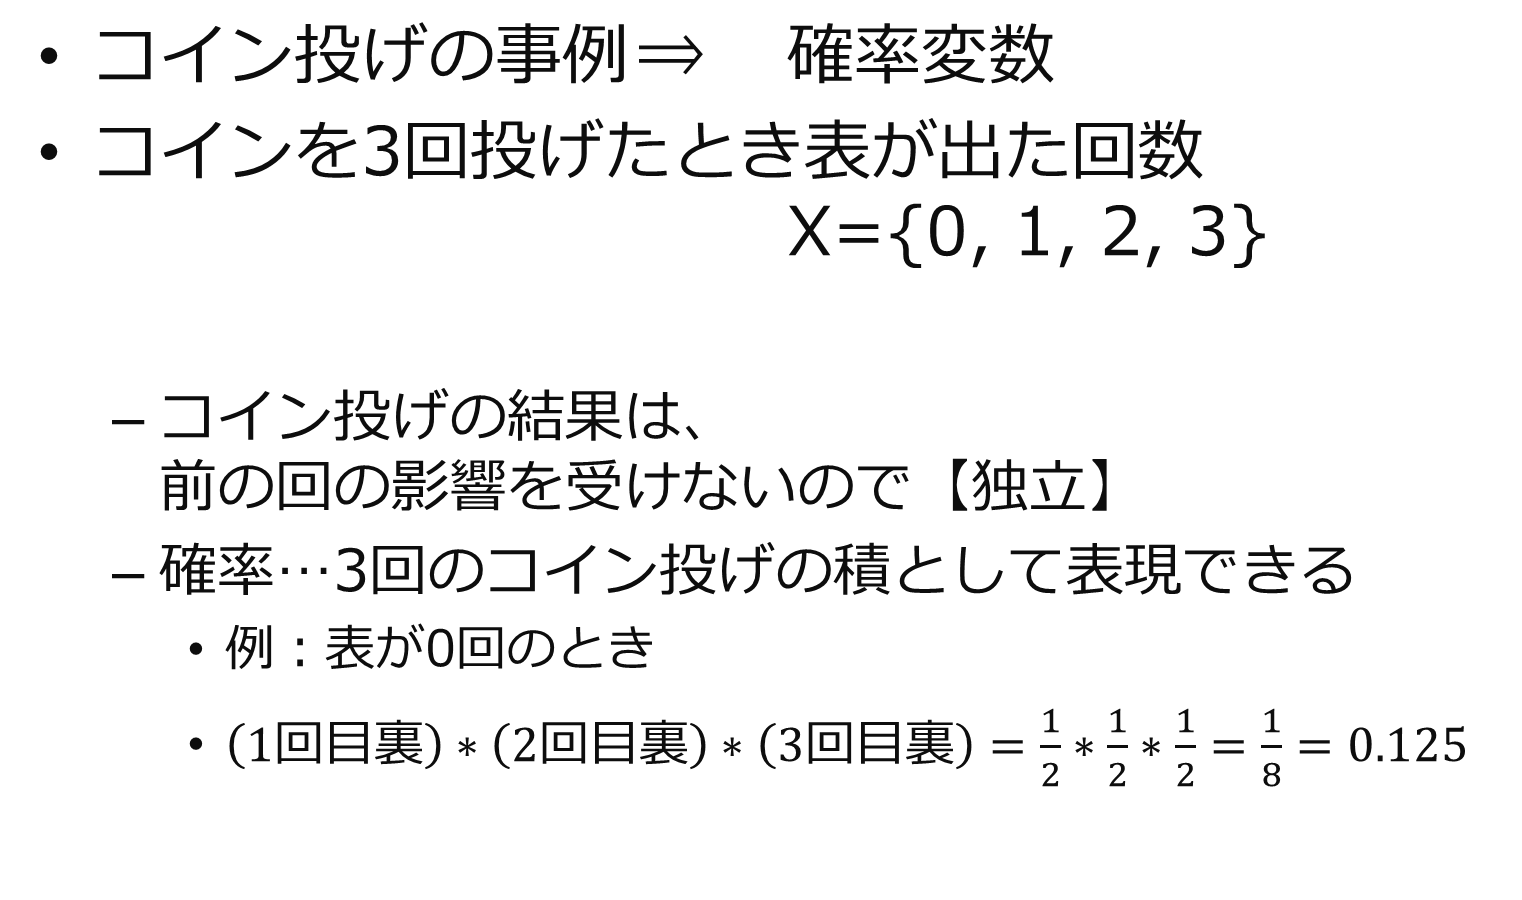 • コイン投げの事例⇒　確率変数
• コインを3回投げたとき表が出た回数
X={0, 1, 2, 3}
– コイン投げの結果は、
前の回の影響を受けないので【独立】
– 確率…3回のコイン投げの積として表現できる
• 例：表が0回のとき
• (1回目裏) ∗ (2回目裏) ∗ (3回目裏) = 1/2 ∗ 1/2 ∗ 1/2 = 1/8 = 0.125